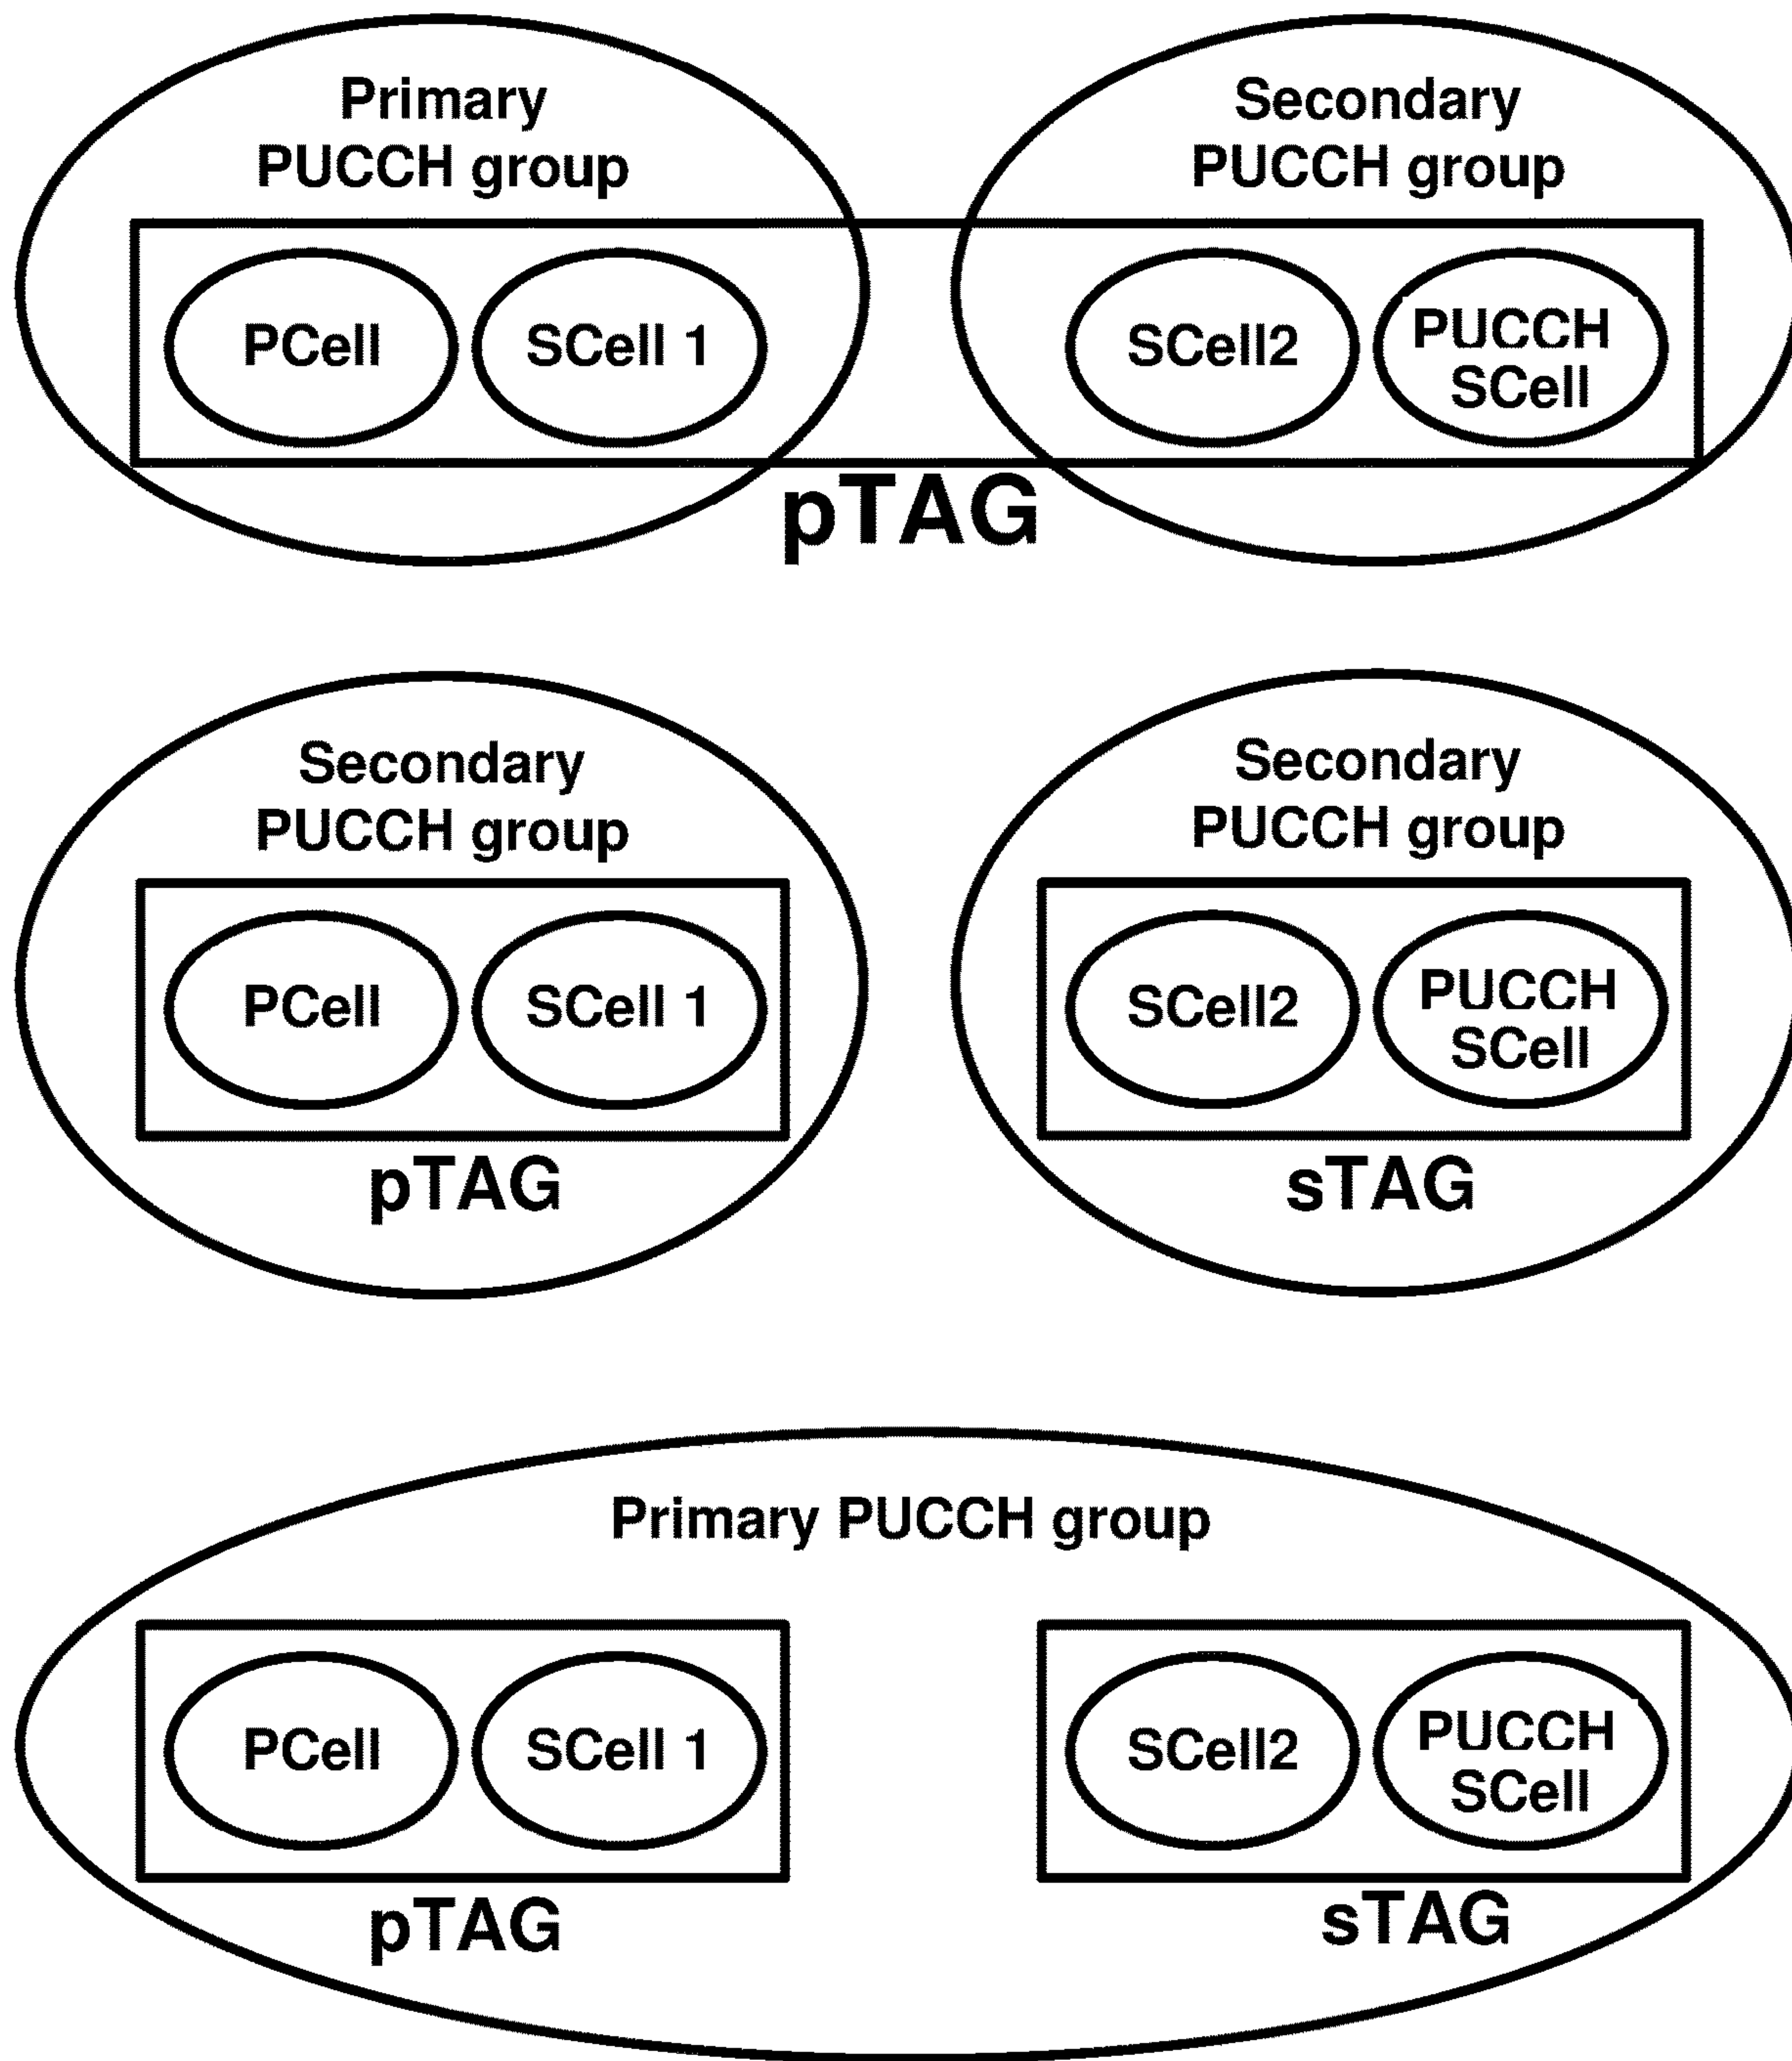 Primary
PUCCH group
Secondary
PUCCH group
PCell
SCell 1
SCell2
PUCCH
SCell
pTAG
Secondary
PUCCH group
Secondary
PUCCH group
PCell
SCell 1
SCell2
PUCCH
SCell
pTAG
sTAG
Primary PUCCH group
PCell
SCell 1
SCell2
PUCCH
SCell
pTAG
sTAG